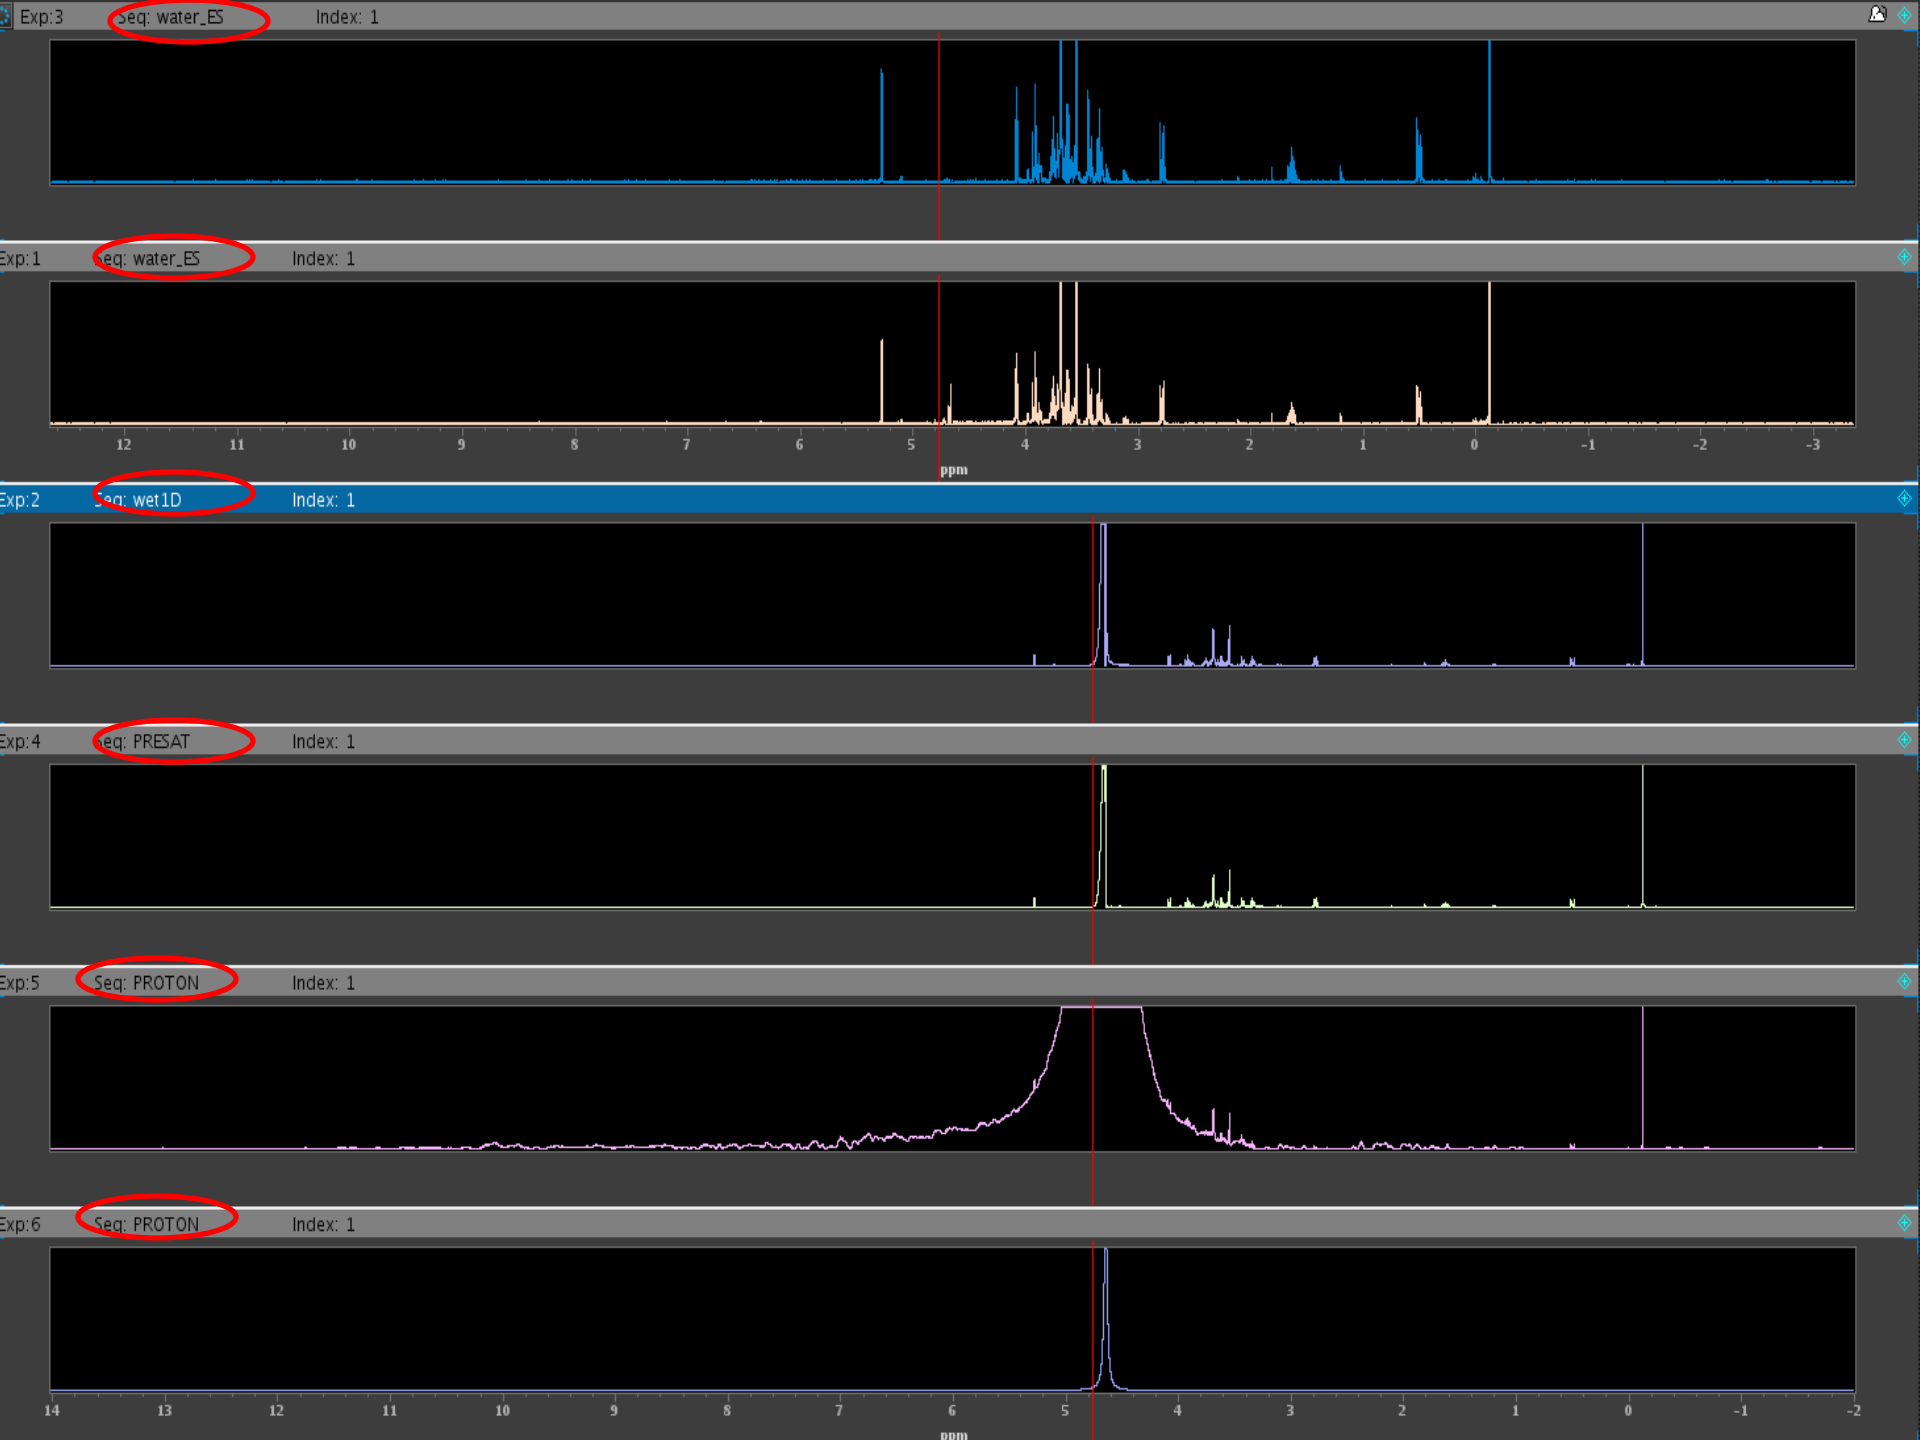 Exp:3 Seq: water_ES Index: 1
Exp:1 Seq: water_ES Index: 1
12 11 10 9 8 7 6 5 4 3 2 1 0 -1 -2 -3
ppm
Exp:2 Seq: wet1D Index: 1
Exp:4 Seq: PRESAT Index: 1
Exp:5 Seq: PROTON Index: 1
Exp:6 Seq: PROTON Index: 1
14 13 12 11 10 9 8 7 6 5 4 3 2 1 0 -1 -2
ppm